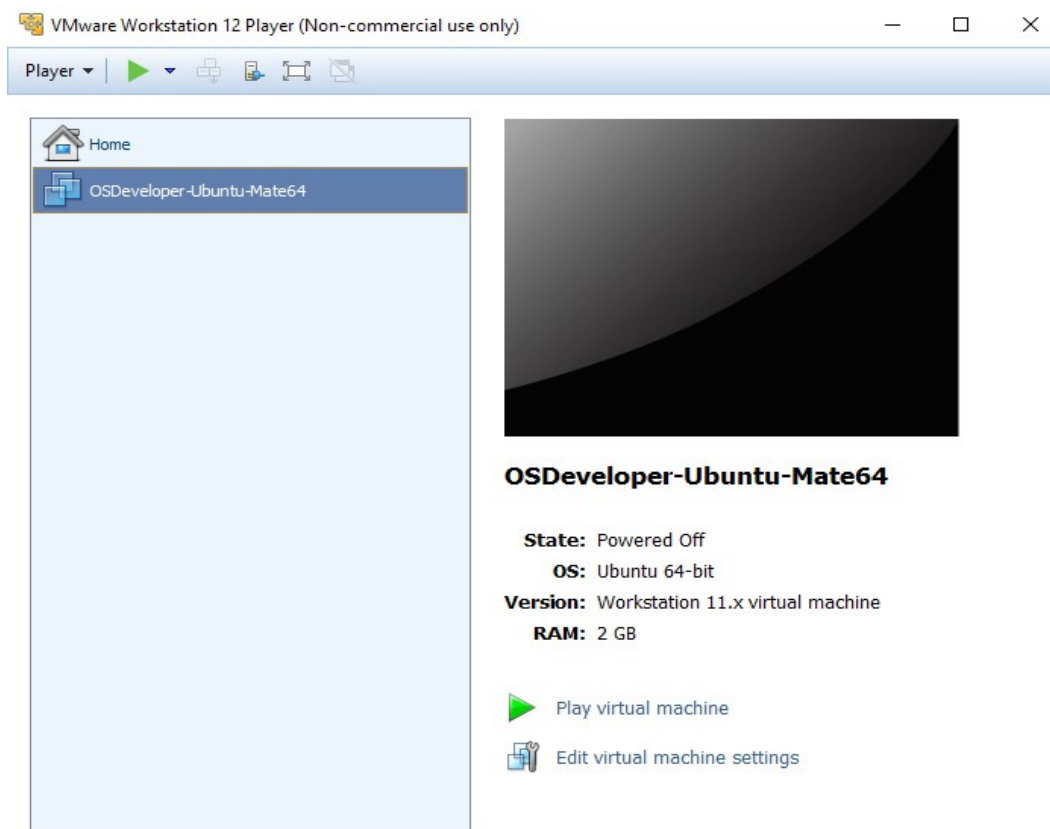 VMware Workstation 12 Player (Non-commercial use only)
Player
Home
OSDeveloper-Ubuntu-Mate64
OSDeveloper-Ubuntu-Mate64
State: Powered Off
OS: Ubuntu 64-bit
Version: Workstation 11.x virtual machine
RAM: 2 GB
Play virtual machine
Edit virtual machine settings